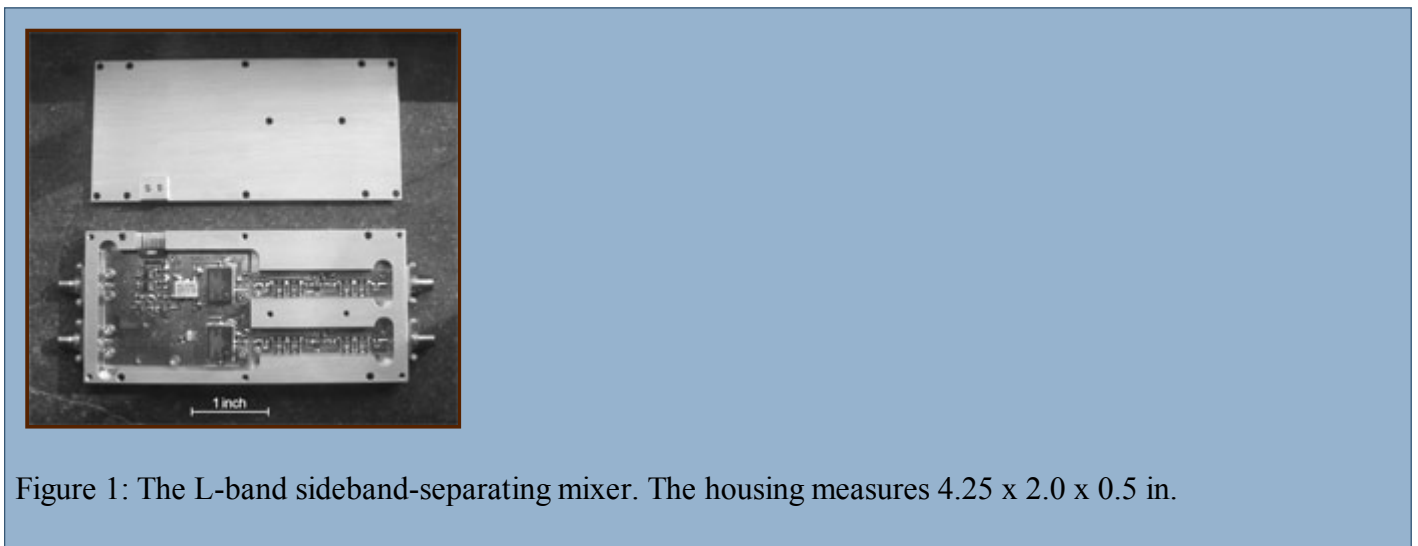 1 inch
Figure 1: The L-band sideband-separating mixer. The housing measures 4.25 x 2.0 x 0.5 in.